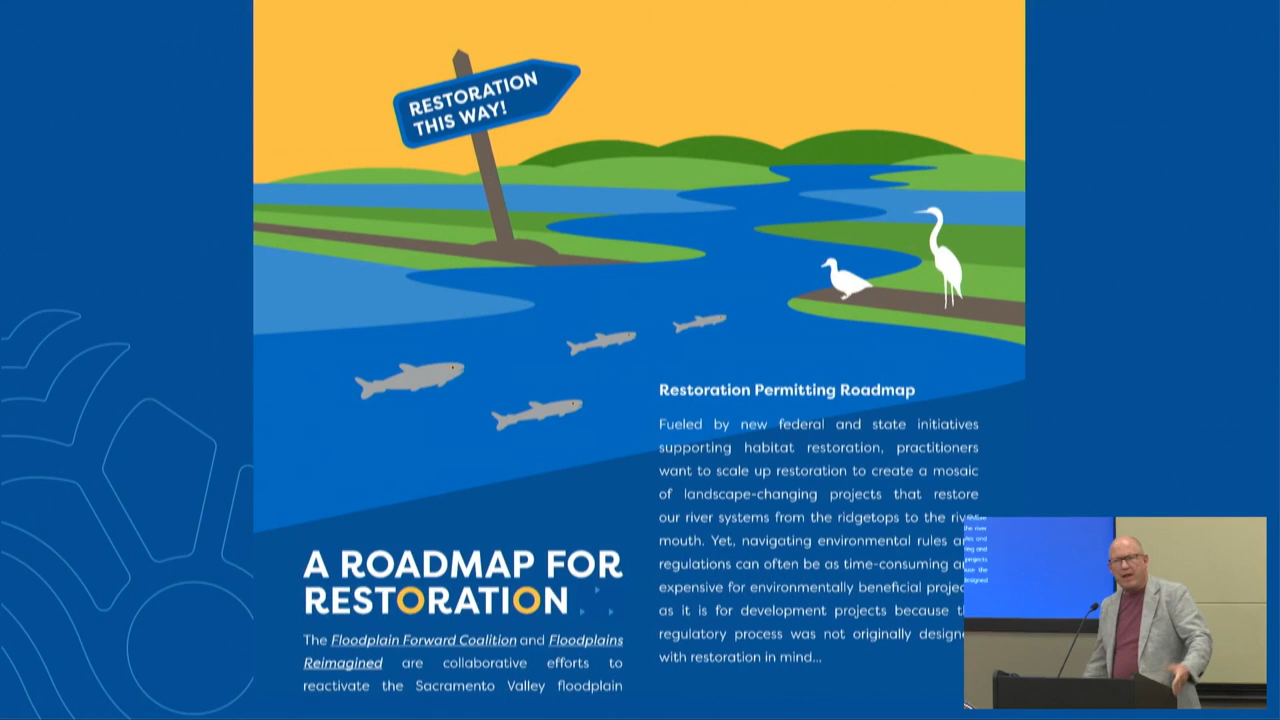 RESTORATION
THIS WAY!
A ROADMAP FOR
RESTORATION
The Floodplain Forward Coalition and Floodplains
Reimagined are collaborative efforts to
reactivate the Sacramento Valley floodplain
Restoration Permitting Roadmap
Fueled by new federal and state initiatives
supporting habitat restoration, practitioners
want to scale up restoration to create a mosaic
of landscape-changing projects that restore
our river systems from the ridgetops to the river
mouth. Yet, navigating environmental rules
regulations can often be as time-consuming
expensive for environmentally beneficial
as it is for development projects because
regulatory process was not originally
with restoration in mind...
the river
and
ing and
projects
use the
designed